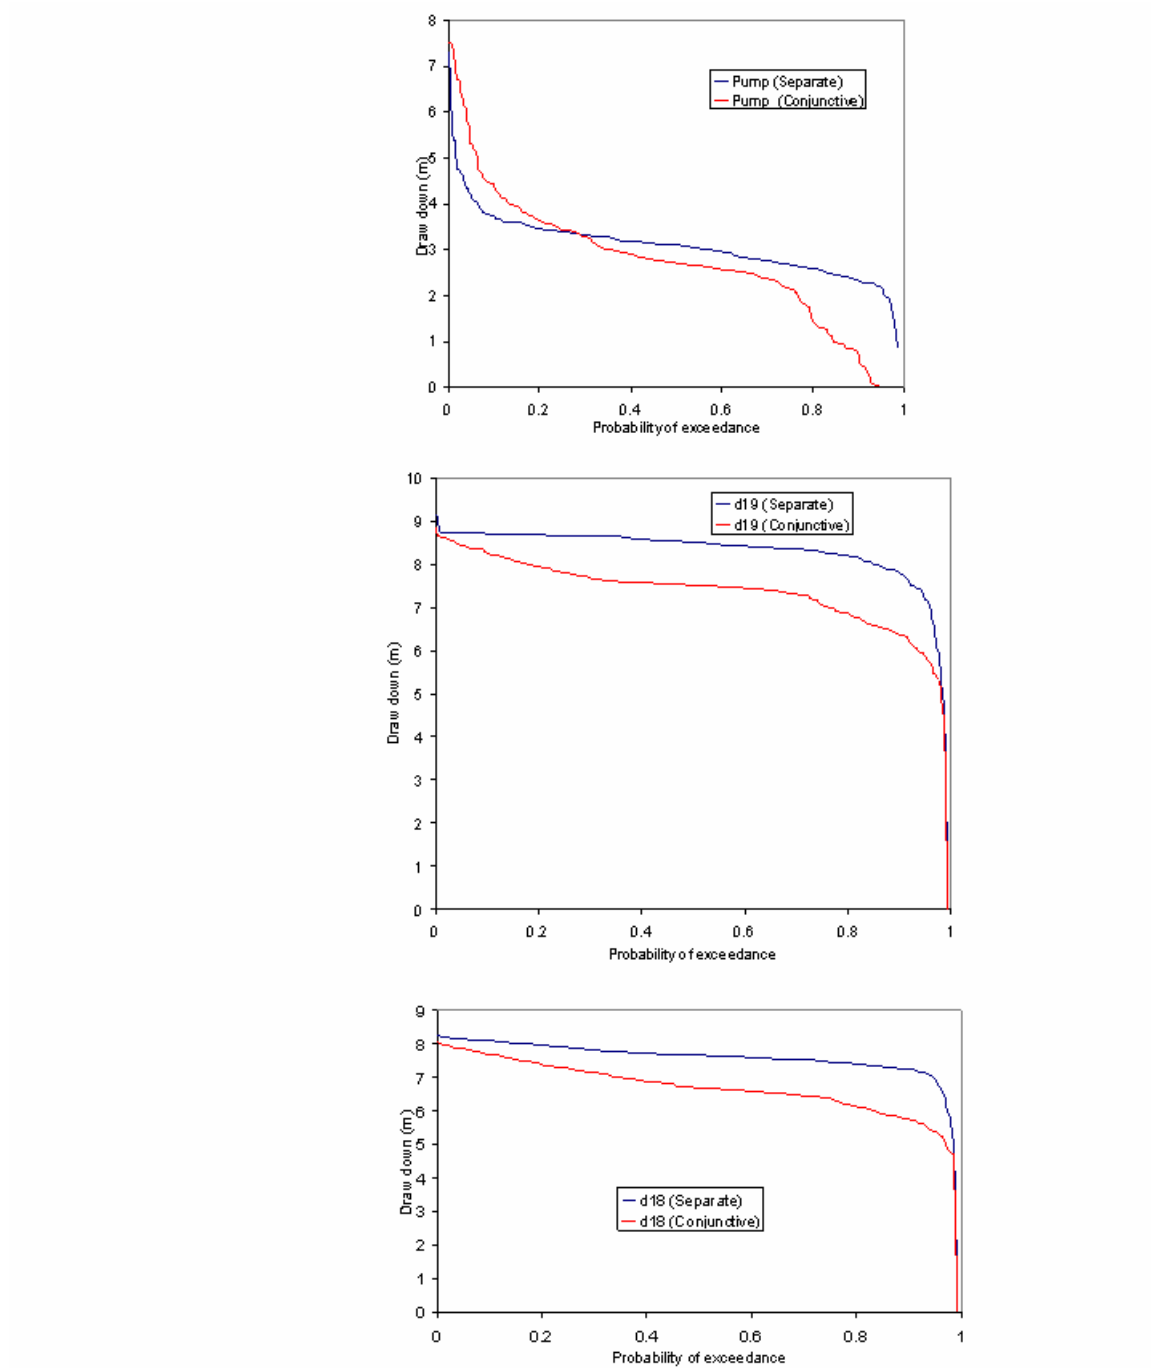 8
7
6
5
4
3
2
1
0
Draw down (m)
Pump (Separate)
Pump (Conjunctive)
0 0.2 0.4 0.6 0.8 1
Probability of exceedance
10
9
8
7
6
5
4
3
2
1
0
Draw down (m)
d19 (Separate)
d19 (Conjunctive)
0 0.2 0.4 0.6 0.8 1
Probability of exceedance
9
8
7
6
5
4
3
2
1
0
Draw down (m)
d18 (Separate)
d18 (Conjunctive)
0 0.2 0.4 0.6 0.8 1
Probability of exceedance